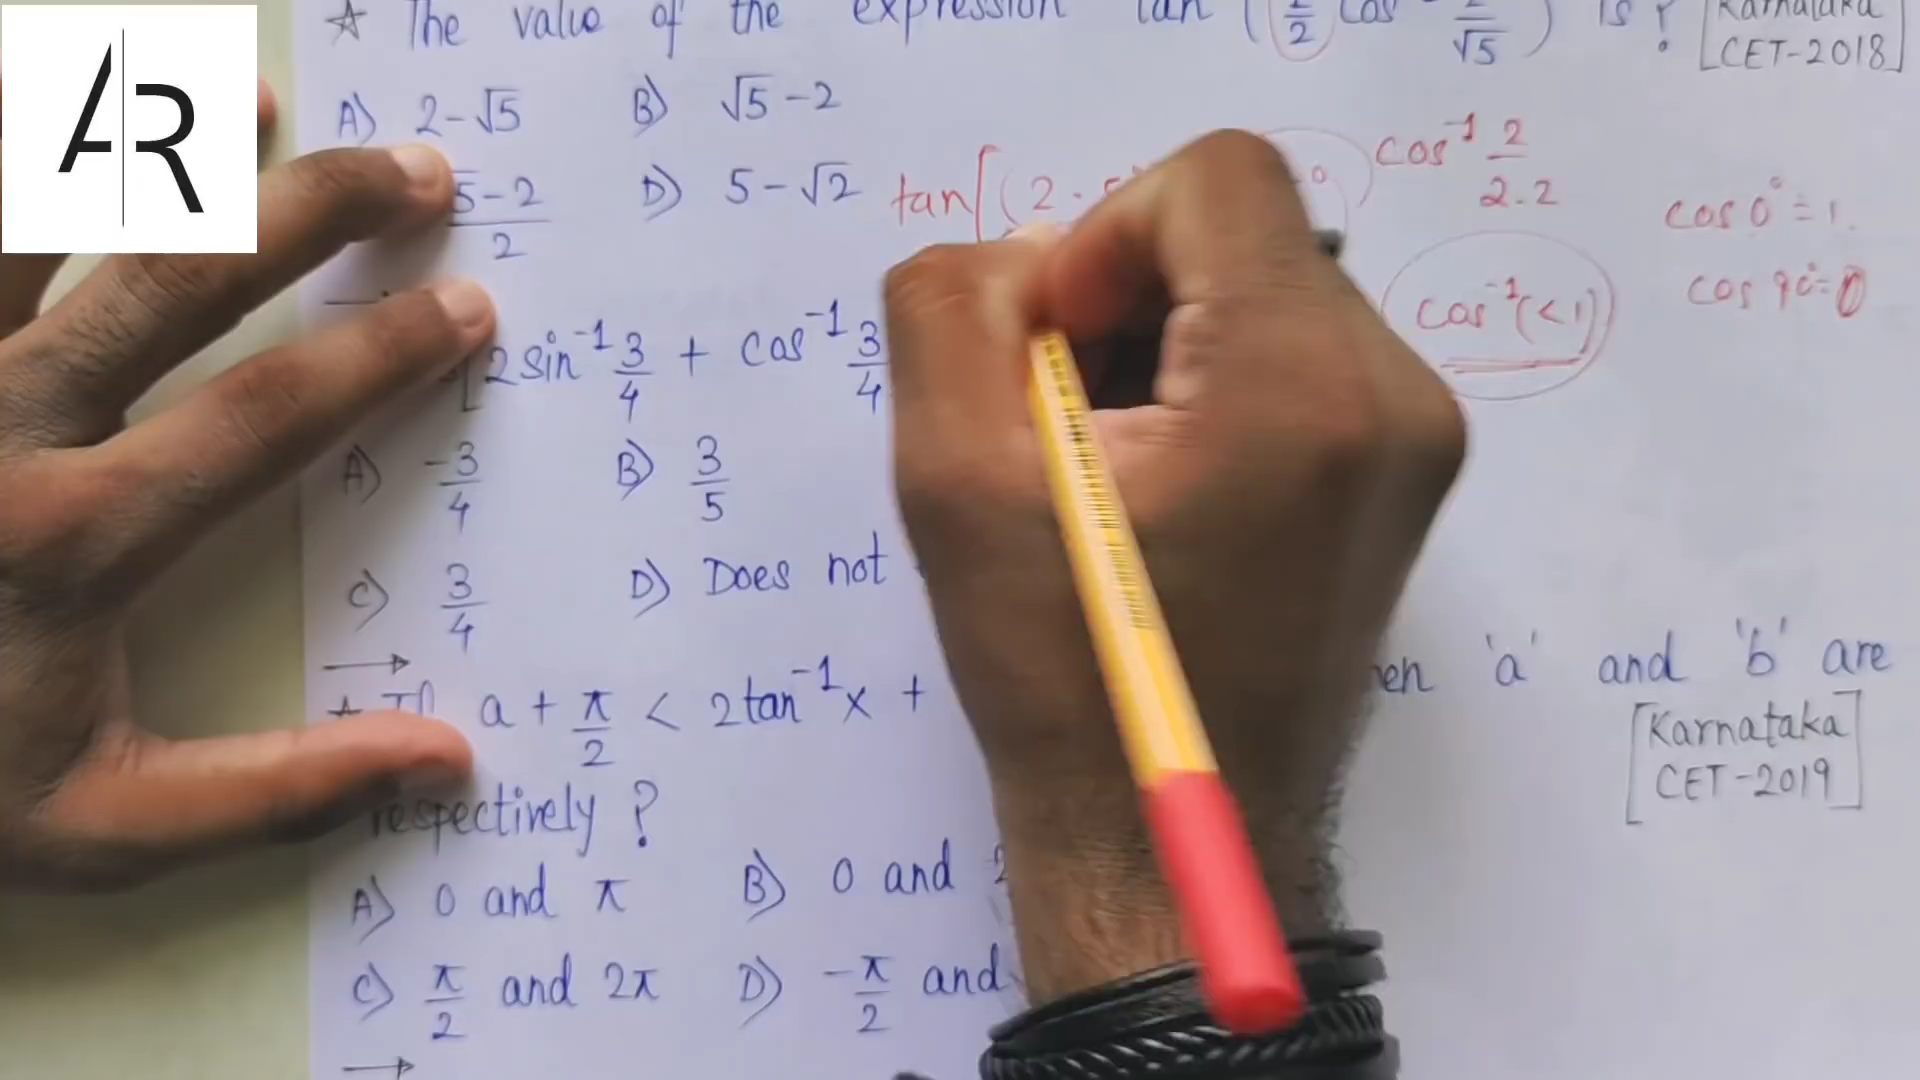 AR
☆ The value of the expression tan (1/2 cos 2/√5) is? [Karnataka CET-2018]
A) 2-√5 B) √5-2
5-2/2 D) 5-√2
tan[(2.
cos⁻¹ 2/2.2
cos 0° = 1.
cos 90° = 0
cos⁻¹(<1)
[2sin⁻¹ 3/4 + cos⁻¹ 3/4
A) -3/4 B) 3/5
C) 3/4 D) Does not
→
a + π/2 < 2tan⁻¹x + 'a' and 'b' are
respectively ? [Karnataka CET-2019]
A) 0 and π B) 0 and
C) π/2 and 2π D) -π/2 and
→